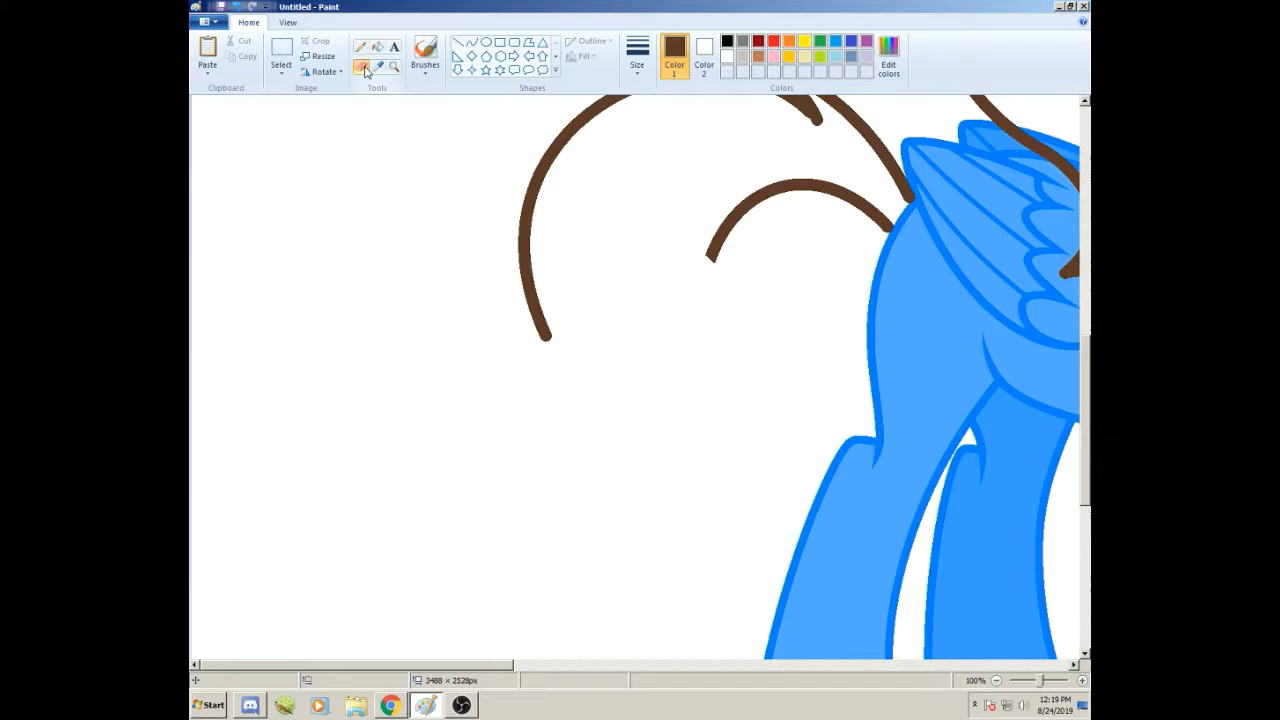 Untitled - Paint
Home View
Paste
Cut
Copy
Clipboard
Select
Crop
Resize
Rotate
Image
A
Tools
Brushes
Shapes
Outline
Fill
Size
Color 1
Color 2
Edit colors
Colors
3488 × 2528px
100%
Start
12:19 PM
8/24/2019